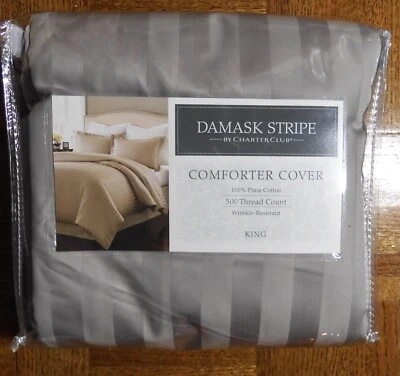 DAMASK STRIPE
BY CHARTER CLUB®
COMFORTER COVER
100% Pima Cotton
500 Thread Count
Wrinkle-Resistant
KING